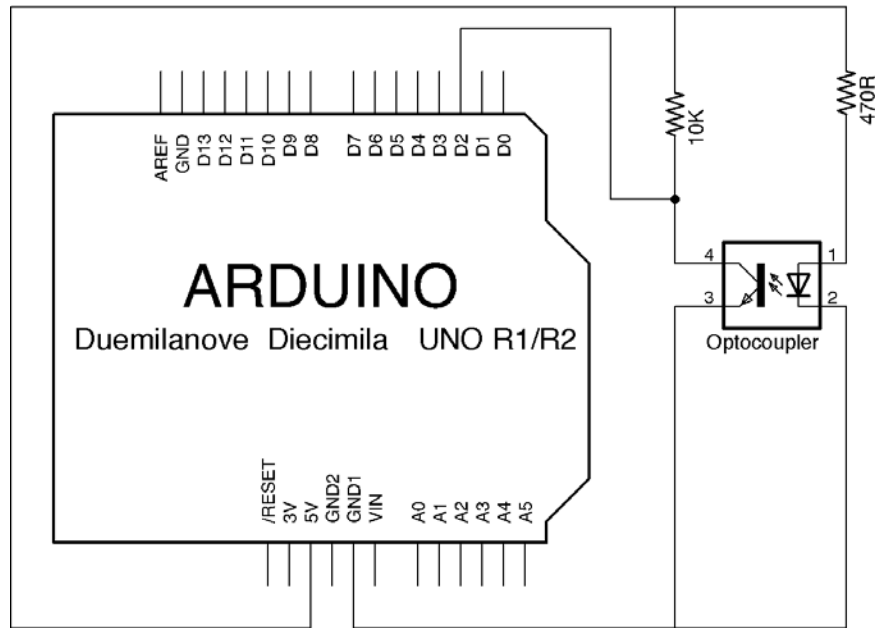 AREF
GND
D13
D12
D11
D10
D9
D8
D7
D6
D5
D4
D3
D2
D1
D0
10K
470R
ARDUINO
Duemilanove Diecimila UNO R1/R2
4
1
3
2
Optocoupler
/RESET
3V
5V
GND2
GND1
VIN
A0
A1
A2
A3
A4
A5